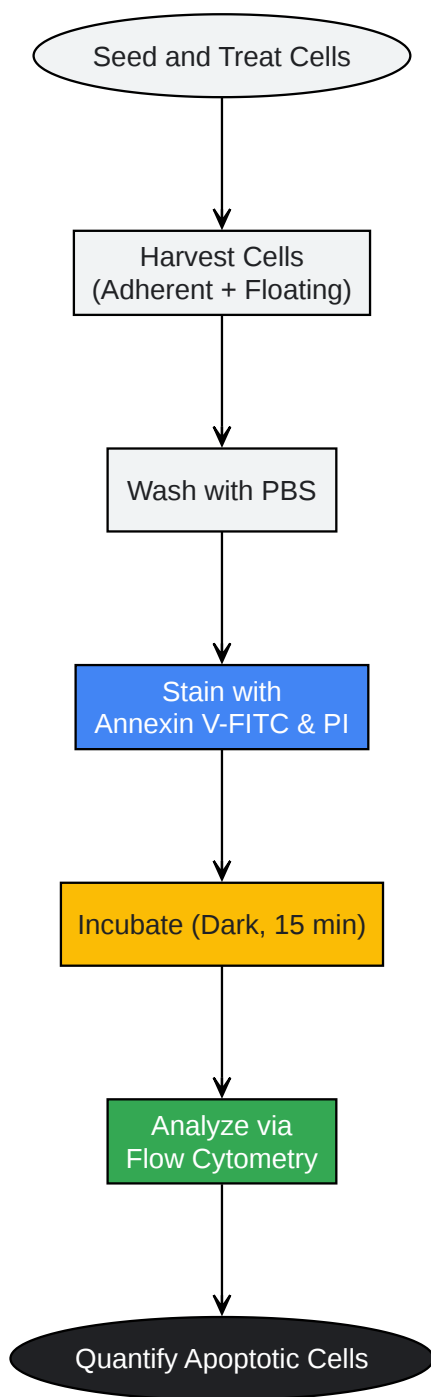 Seed and Treat Cells
Harvest Cells
(Adherent + Floating)
Wash with PBS
Stain with
Annexin V-FITC & PI
Incubate (Dark, 15 min)
Analyze via
Flow Cytometry
Quantify Apoptotic Cells